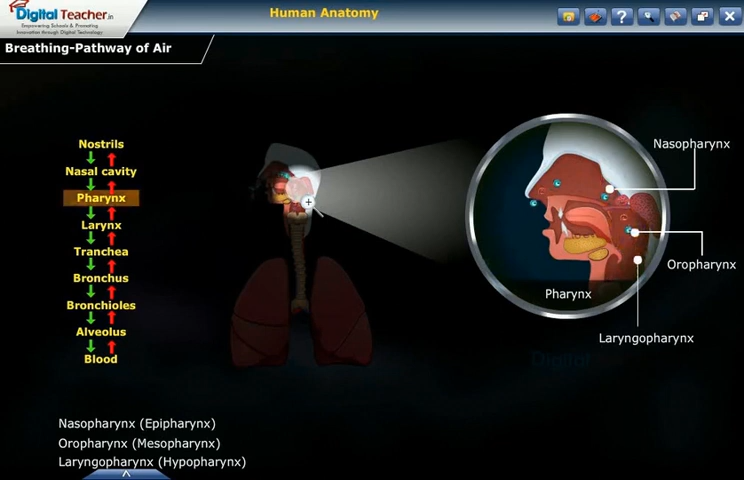 Digital Teacher.in
Empowering Schools & Promoting
Innovation through Digital Technology
Human Anatomy
Breathing-Pathway of Air
Nostrils
Nasal cavity
Pharynx
Larynx
Tranchea
Bronchus
Bronchioles
Alveolus
Blood
Nasopharynx
Oropharynx
Pharynx
Laryngopharynx
Digital
Nasopharynx (Epipharynx)
Oropharynx (Mesopharynx)
Laryngopharynx (Hypopharynx)